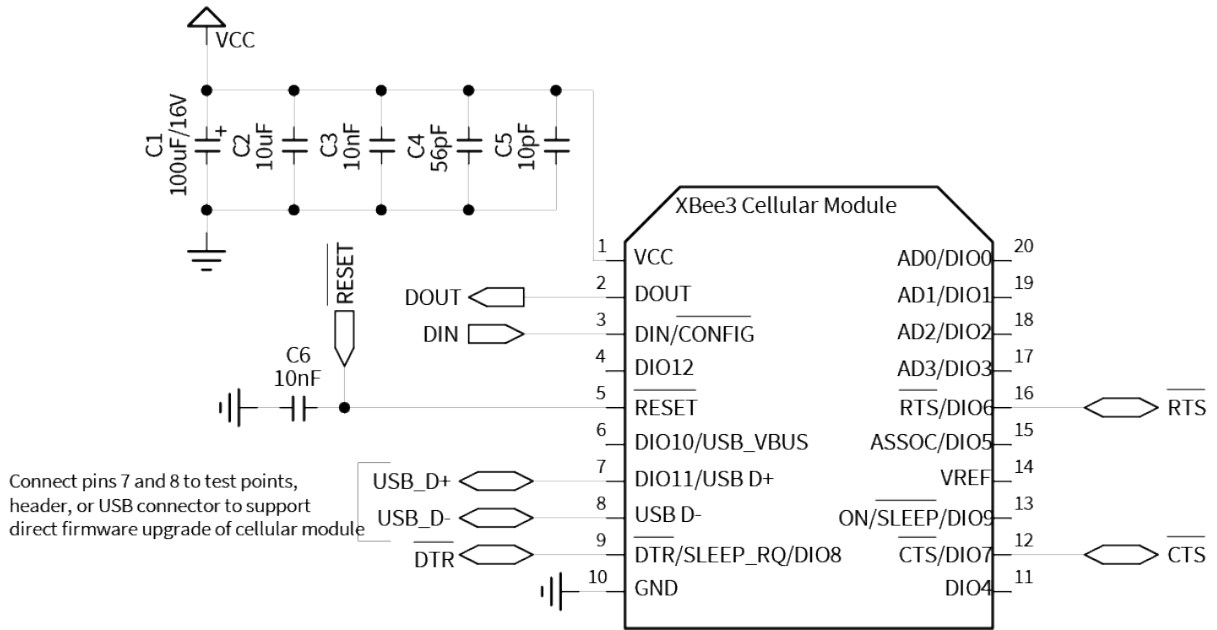 VCC
C1
100uF/16V
+
C2
10uF
C3
10nF
C4
56pF
C5
10pF
XBee3 Cellular Module
RESET
1
VCC
AD0/DIO0
20
DOUT
2
DOUT
AD1/DIO1
19
DIN
3
DIN/CONFIG
AD2/DIO2
18
C6
10nF
4
DIO12
AD3/DIO3
17
5
RESET
RTS/DIO6
16
RTS
6
DIO10/USB_VBUS
ASSOC/DIO5
15
Connect pins 7 and 8 to test points,
header, or USB connector to support
direct firmware upgrade of cellular module
USB_D+
7
DIO11/USB D+
VREF
14
USB_D-
8
USB D-
ON/SLEEP/DIO9
13
DTR
9
DTR/SLEEP_RQ/DIO8
CTS/DIO7
12
CTS
10
GND
DIO4
11